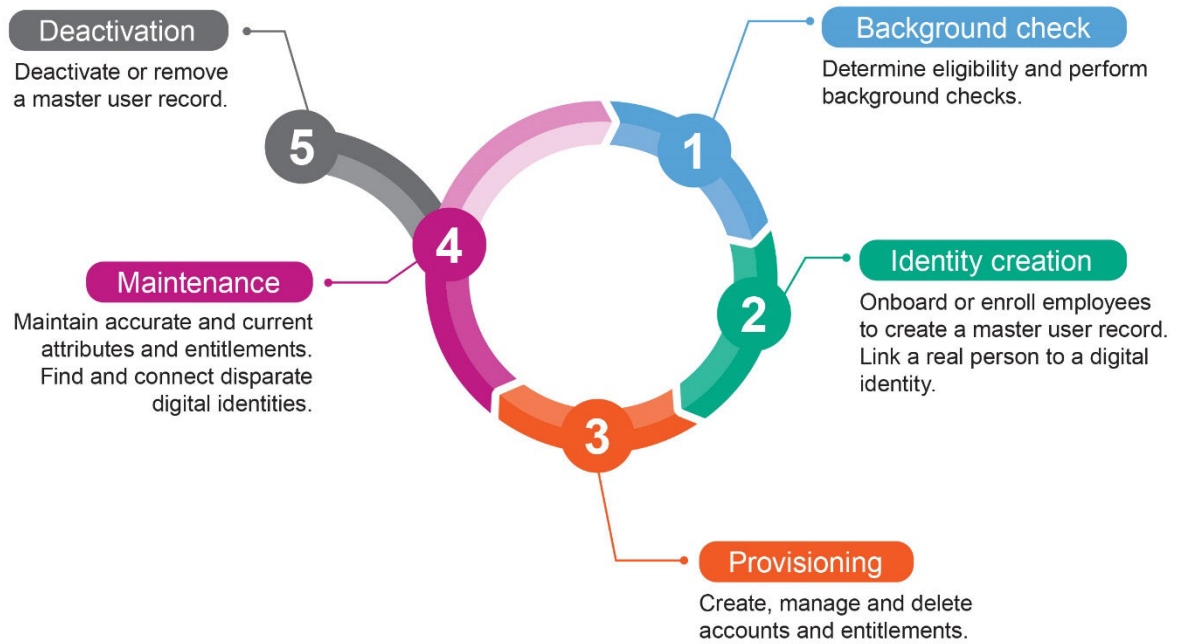 1
Background check
Determine eligibility and perform
background checks.
2
Identity creation
Onboard or enroll employees
to create a master user record.
Link a real person to a digital
identity.
3
Provisioning
Create, manage and delete
accounts and entitlements.
4
Maintenance
Maintain accurate and current
attributes and entitlements.
Find and connect disparate
digital identities.
5
Deactivation
Deactivate or remove
a master user record.